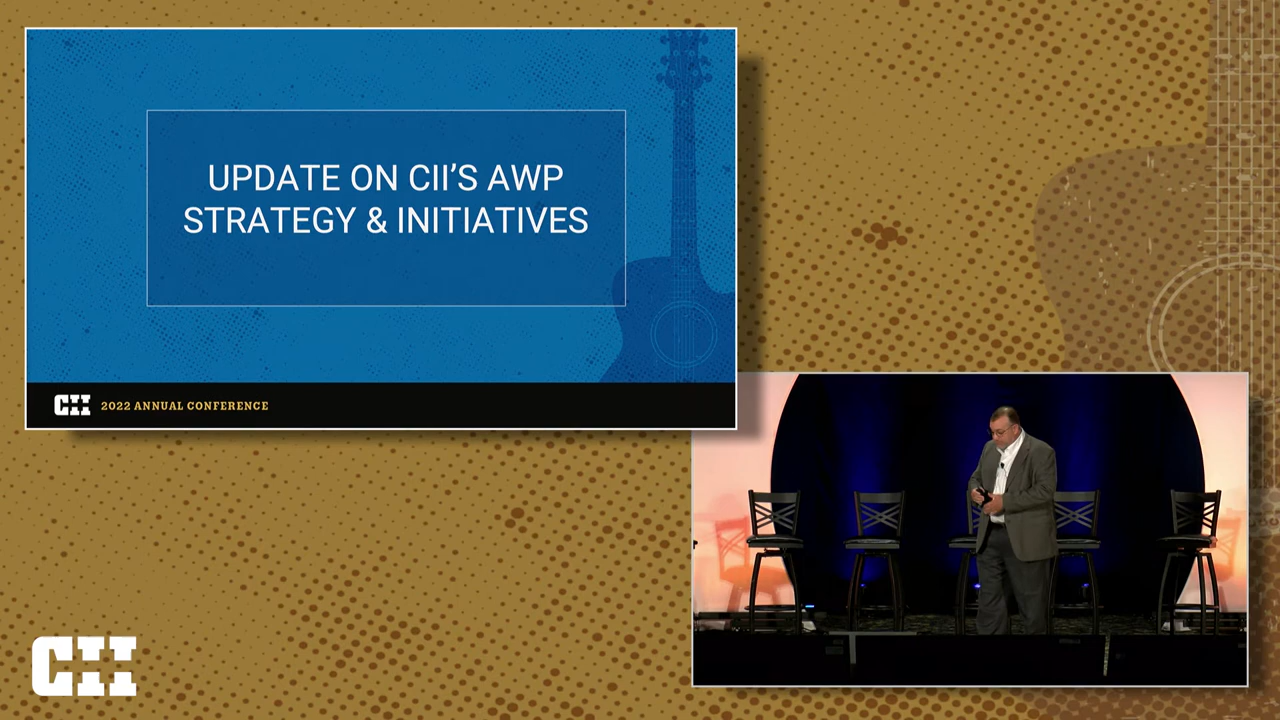 UPDATE ON CII'S AWP
STRATEGY & INITIATIVES
CII 2022 ANNUAL CONFERENCE
CII